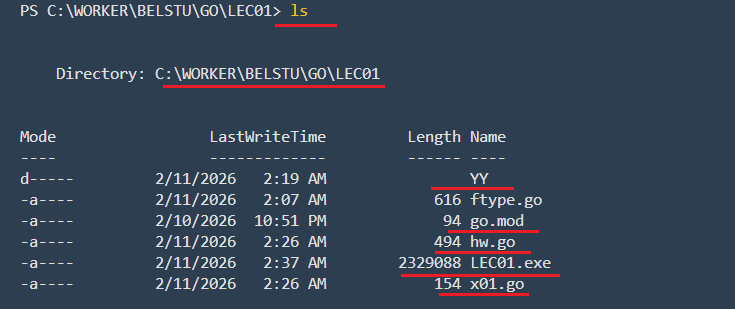 PS C:\WORKER\BELSTU\GO\LEC01> ls
Directory: C:\WORKER\BELSTU\GO\LEC01
Mode LastWriteTime Length Name
---- ------------- ------ ----
d----- 2/11/2026 2:19 AM YY
-a---- 2/11/2026 2:07 AM 616 ftype.go
-a---- 2/10/2026 10:51 PM 94 go.mod
-a---- 2/11/2026 2:26 AM 494 hw.go
-a---- 2/11/2026 2:37 AM 2329088 LEC01.exe
-a---- 2/11/2026 2:26 AM 154 x01.go